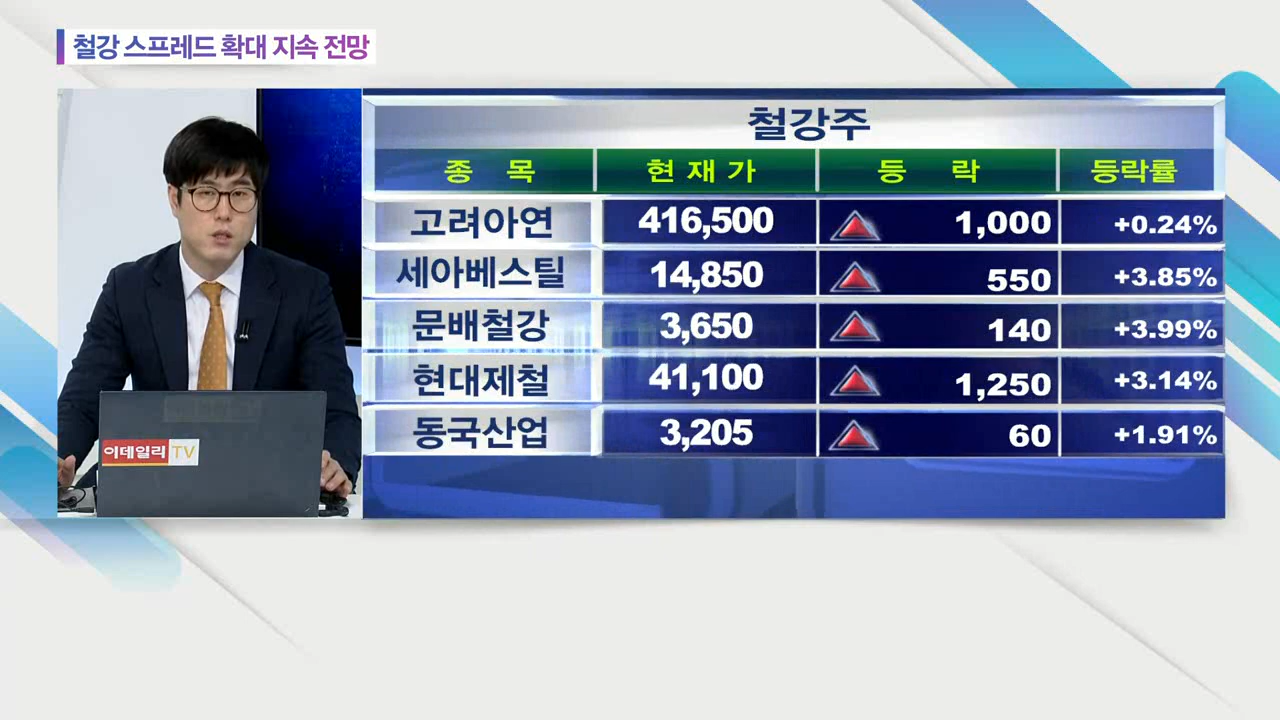 철강 스프레드 확대 지속 전망
철강주
종 목 현 재 가 등 락 등락률
고려아연 416,500 ▲ 1,000 +0.24%
세아베스틸 14,850 ▲ 550 +3.85%
문배철강 3,650 ▲ 140 +3.99%
현대제철 41,100 ▲ 1,250 +3.14%
동국산업 3,205 ▲ 60 +1.91%
이데일리 TV